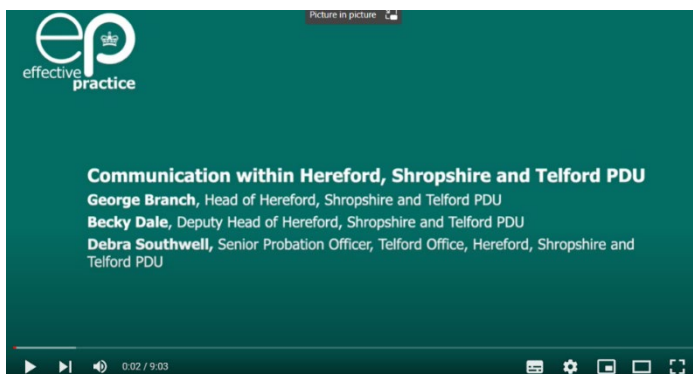 Picture in picture
ep
effective
practice
Communication within Hereford, Shropshire and Telford PDU
George Branch, Head of Hereford, Shropshire and Telford PDU
Becky Dale, Deputy Head of Hereford, Shropshire and Telford PDU
Debra Southwell, Senior Probation Officer, Telford Office, Hereford, Shropshire and
Telford PDU
0:02 / 9:03